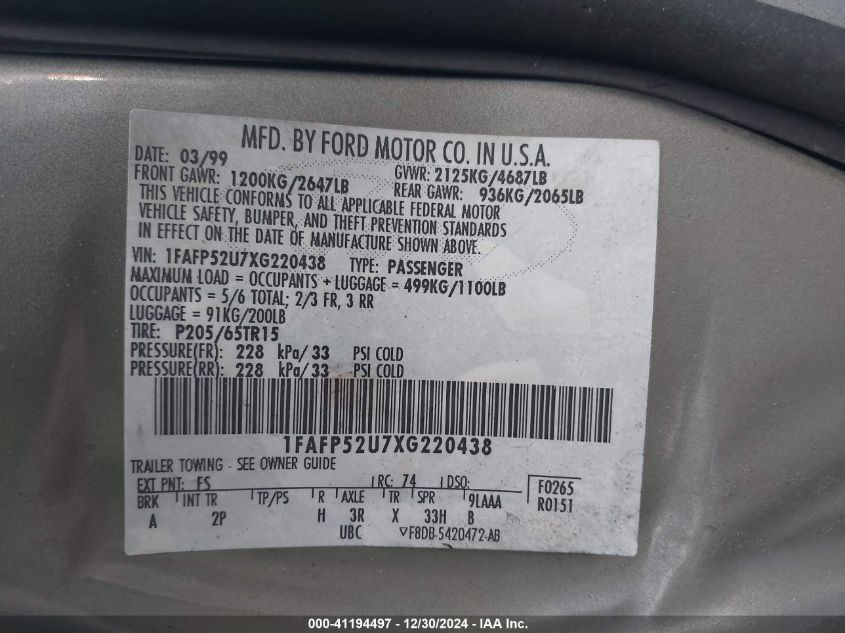 MFD. BY FORD MOTOR CO. IN U.S.A.
DATE: 03/99 GVWR: 2125KG/4687LB
FRONT GAWR: 1200KG/2647LB REAR GAWR: 936KG/2065LB
THIS VEHICLE CONFORMS TO ALL APPLICABLE FEDERAL MOTOR
VEHICLE SAFETY, BUMPER, AND THEFT PREVENTION STANDARDS
IN EFFECT ON THE DATE OF MANUFACTURE SHOWN ABOVE.
VIN: 1FAFP52U7XG220438 TYPE: PASSENGER
MAXIMUM LOAD = OCCUPANTS + LUGGAGE = 499KG/1100LB
OCCUPANTS = 5/6 TOTAL; 2/3 FR, 3 RR
LUGGAGE = 91KG/200LB
TIRE: P205/65TR15
PRESSURE(FR): 228 kPa/33 PSI COLD
PRESSURE(RR): 228 kPa/33 PSI COLD
1FAFP52U7XG220438
TRAILER TOWING - SEE OWNER GUIDE
EXT PNT: FS RC: 74 DSO: F0265
BRK INT TR TP/PS R AXLE TR SPR 9LAAA R0151
A 2P H 3R X 33H B
UBC ▽F8DB-5420472-AB
000-41194497 - 12/30/2024 - IAA Inc.